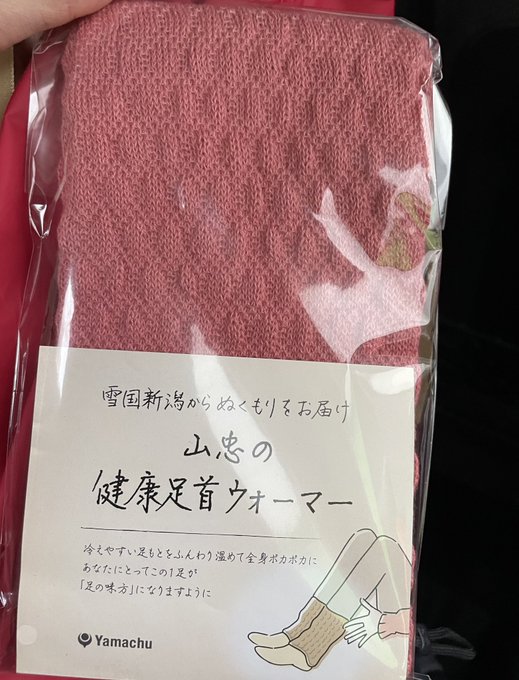 雪国新潟からぬくもりをお届け
山忠の
健康足首ウォーマー
冷えやすい足もとをふんわり温めて全身ポカポカに
あなたにとってこの1足が
「足の味方」になりますように
Yamachu